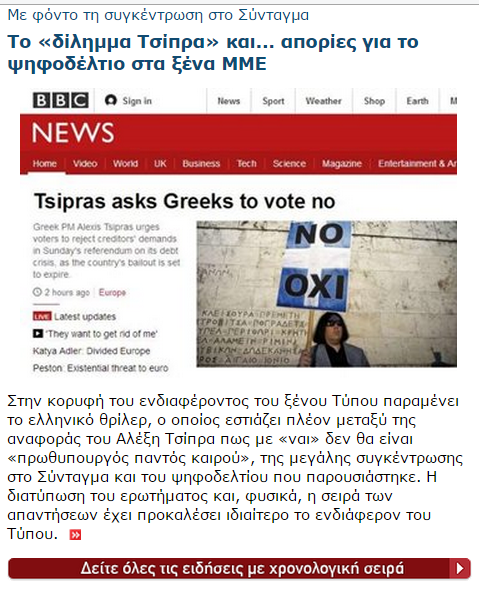 Με φόντο τη συγκέντρωση στο Σύνταγμα
Το «δίλημμα Τσίπρα» και... απορίες για το
ψηφοδέλτιο στα ξένα ΜΜΕ
BBC Sign in News Sport Weather Shop Earth M
NEWS
Home Video World UK Business Tech Science Magazine Entertainment & Ar
Tsipras asks Greeks to vote no
Greek PM Alexis Tsipras urges
voters to reject creditors' demands
in Sunday's referendum on its debt
crisis, as the country's bailout is set
to expire.
2 hours ago Europe
LIVE Latest updates
'They want to get rid of me'
Katya Adler: Divided Europe
Peston: Existential threat to euro
NO
OXI
ΚΛΕΙΣΟΥΡΑ ΠΡΕΜΕΤΗ
Στην κορυφή του ενδιαφέροντος του ξένου Τύπου παραμένει
το ελληνικό θρίλερ, ο οποίος εστιάζει πλέον μεταξύ της
αναφοράς του Αλέξη Τσίπρα πως με «ναι» δεν θα είναι
«πρωθυπουργός παντός καιρού», της μεγάλης συγκέντρωσης
στο Σύνταγμα και του ψηφοδελτίου που παρουσιάστηκε. Η
διατύπωση του ερωτήματος και, φυσικά, η σειρά των
απαντήσεων έχει προκαλέσει ιδιαίτερο το ενδιάφερον του
Τύπου.
Δείτε όλες τις ειδήσεις με χρονολογική σειρά